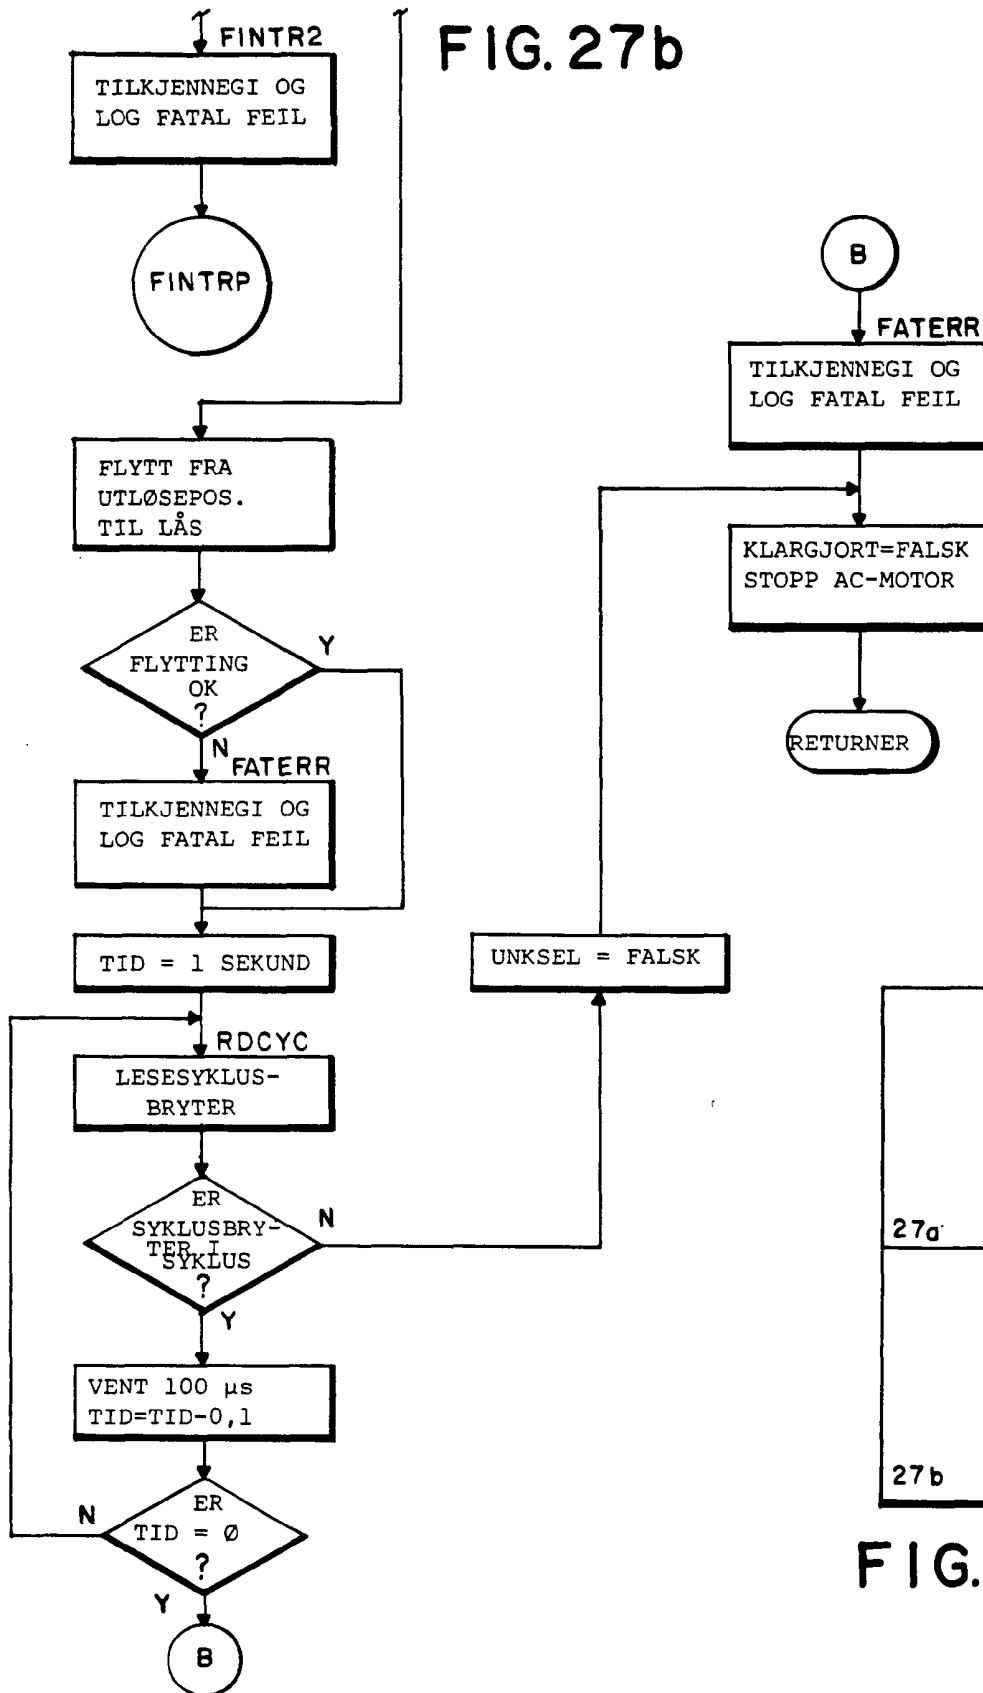 FIG. 27b
FINTR2
TILKJENNEGI OG
LOG FATAL FEIL
FINTRP
FLYTT FRA
UTLØSEPOS.
TIL LÅS
ER
FLYTTING
OK
?
Y
N
FATERR
TILKJENNEGI OG
LOG FATAL FEIL
TID = 1 SEKUND
RDCYC
LESESYKLUS-
BRYTER
ER
SYKLUSBRY-
TER I
SYKLUS
?
N
Y
VENT 100 µs
TID=TID-0,1
ER
TID = Ø
?
N
Y
B
UNKSEL = FALSK
B
FATERR
TILKJENNEGI OG
LOG FATAL FEIL
KLARGJORT=FALSK
STOPP AC-MOTOR
RETURNER
27a
27b
FIG.